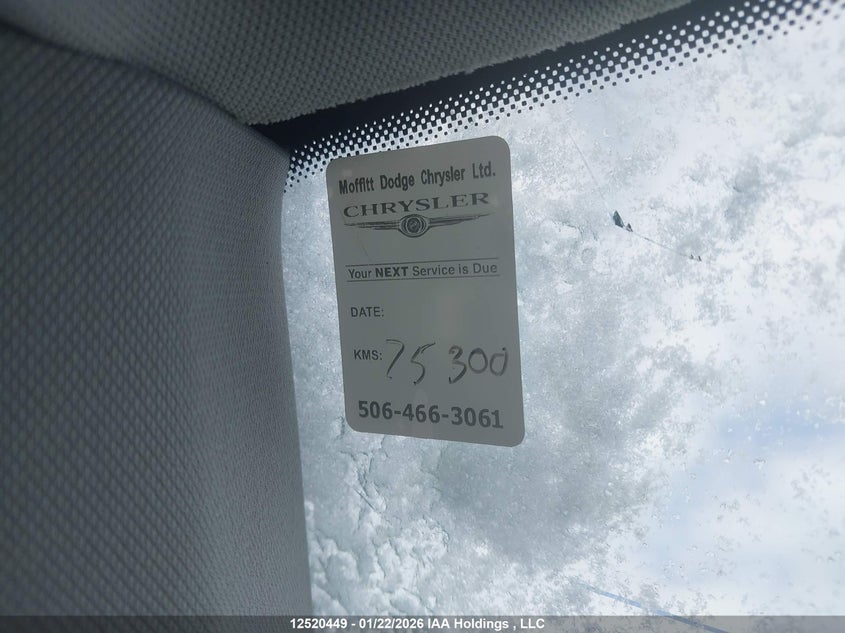 Moffitt Dodge Chrysler Ltd.
CHRYSLER
Your NEXT Service is Due
DATE:
KMS: 75 300
506-466-3061
12520449 - 01/22/2026 IAA Holdings , LLC